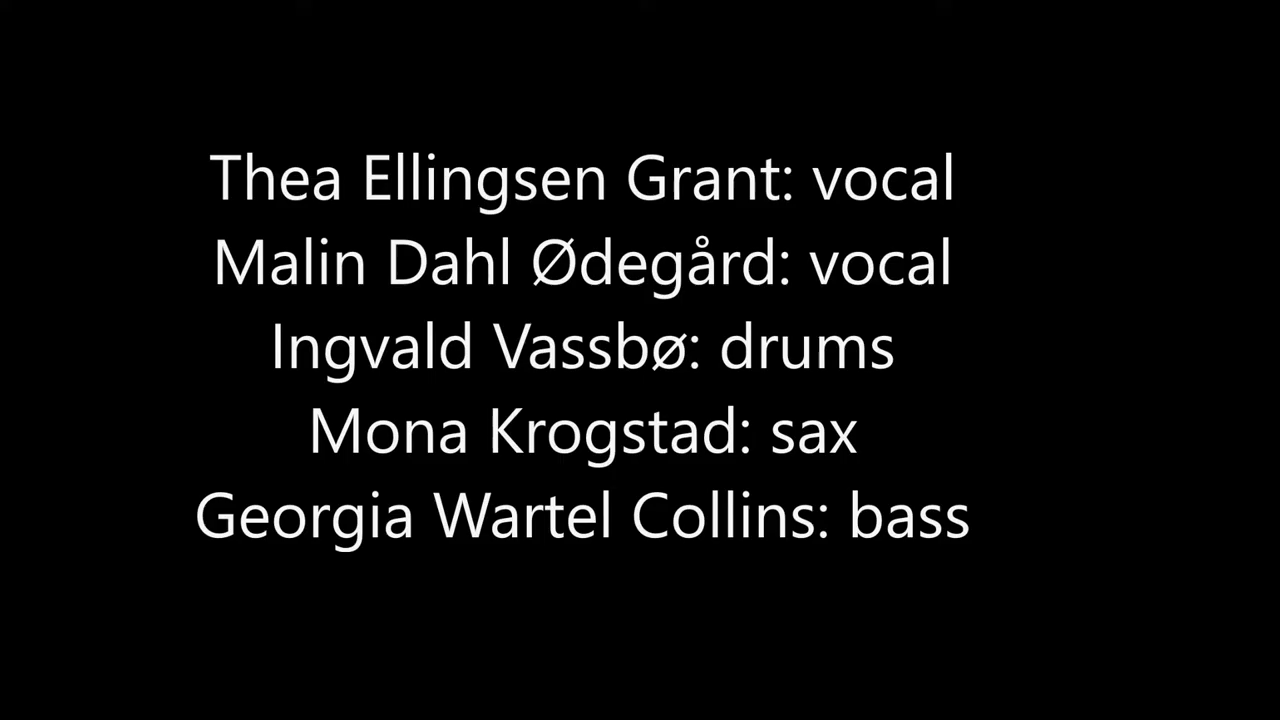 Thea Ellingsen Grant: vocal
Malin Dahl Ødegård: vocal
Ingvald Vassbø: drums
Mona Krogstad: sax
Georgia Wartel Collins: bass